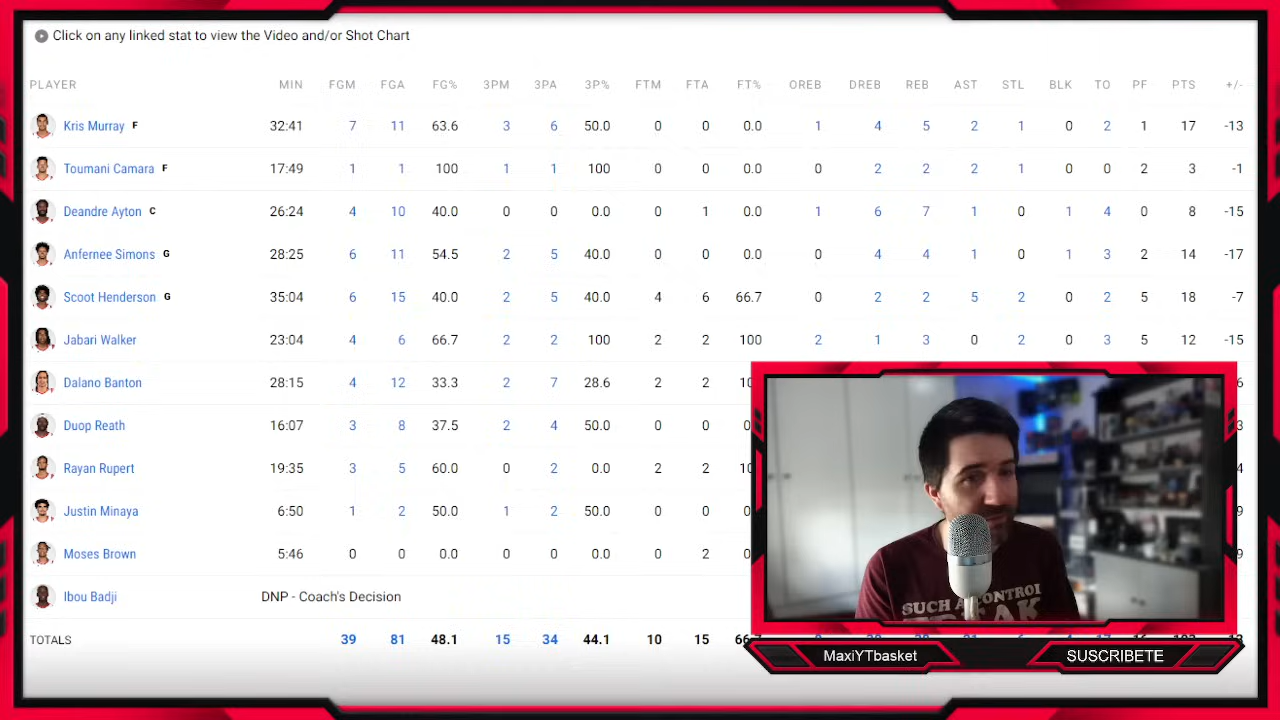 Click on any linked stat to view the Video and/or Shot Chart
PLAYER MIN FGM FGA FG% 3PM 3PA 3P% FTM FTA FT% OREB DREB REB AST STL BLK TO PF PTS +/-
Kris Murray F 32:41 7 11 63.6 3 6 50.0 0 0 0.0 1 4 5 2 1 0 2 1 17 -13
Toumani Camara F 17:49 1 1 100 1 1 100 0 0 0.0 0 2 2 2 1 0 0 2 3 -1
Deandre Ayton C 26:24 4 10 40.0 0 0 0.0 0 1 0.0 1 6 7 1 0 1 4 0 8 -15
Anfernee Simons G 28:25 6 11 54.5 2 5 40.0 0 0 0.0 0 4 4 1 0 1 3 2 14 -17
Scoot Henderson G 35:04 6 15 40.0 2 5 40.0 4 6 66.7 0 2 2 5 2 0 2 5 18 -7
Jabari Walker 23:04 4 6 66.7 2 2 100 2 2 100 2 1 3 0 2 0 3 5 12 -15
Dalano Banton 28:15 4 12 33.3 2 7 28.6 2 2
Duop Reath 16:07 3 8 37.5 2 4 50.0 0 0
Rayan Rupert 19:35 3 5 60.0 0 2 0.0 2 2
Justin Minaya 6:50 1 2 50.0 1 2 50.0 0 0
Moses Brown 5:46 0 0 0.0 0 0 0.0 0 2
Ibou Badji DNP - Coach's Decision
TOTALS 39 81 48.1 15 34 44.1 10 15
SUCH A CONTROL
FREAK
MaxiYTbasket
SUSCRIBETE